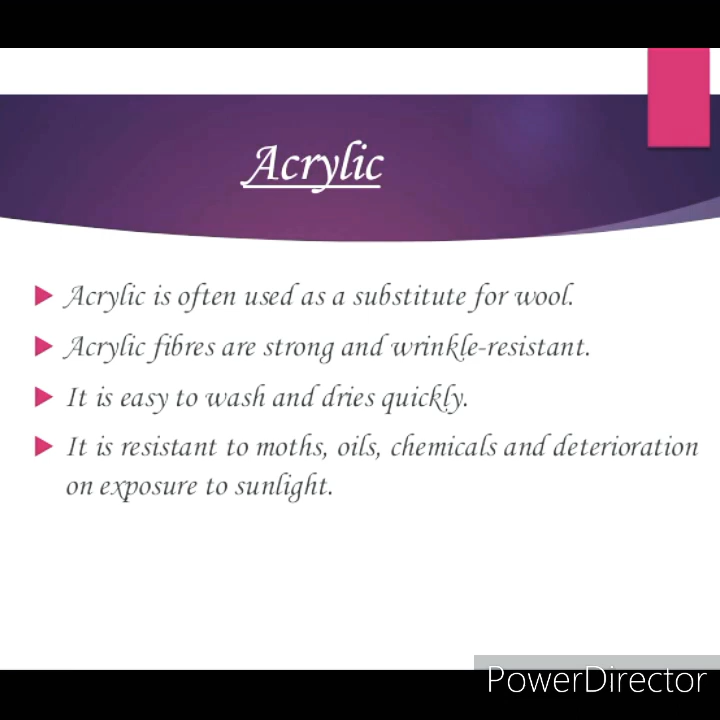 Acrylic
Acrylic is often used as a substitute for wool.
Acrylic fibres are strong and wrinkle-resistant.
It is easy to wash and dries quickly.
It is resistant to moths, oils, chemicals and deterioration
on exposure to sunlight.
PowerDirector